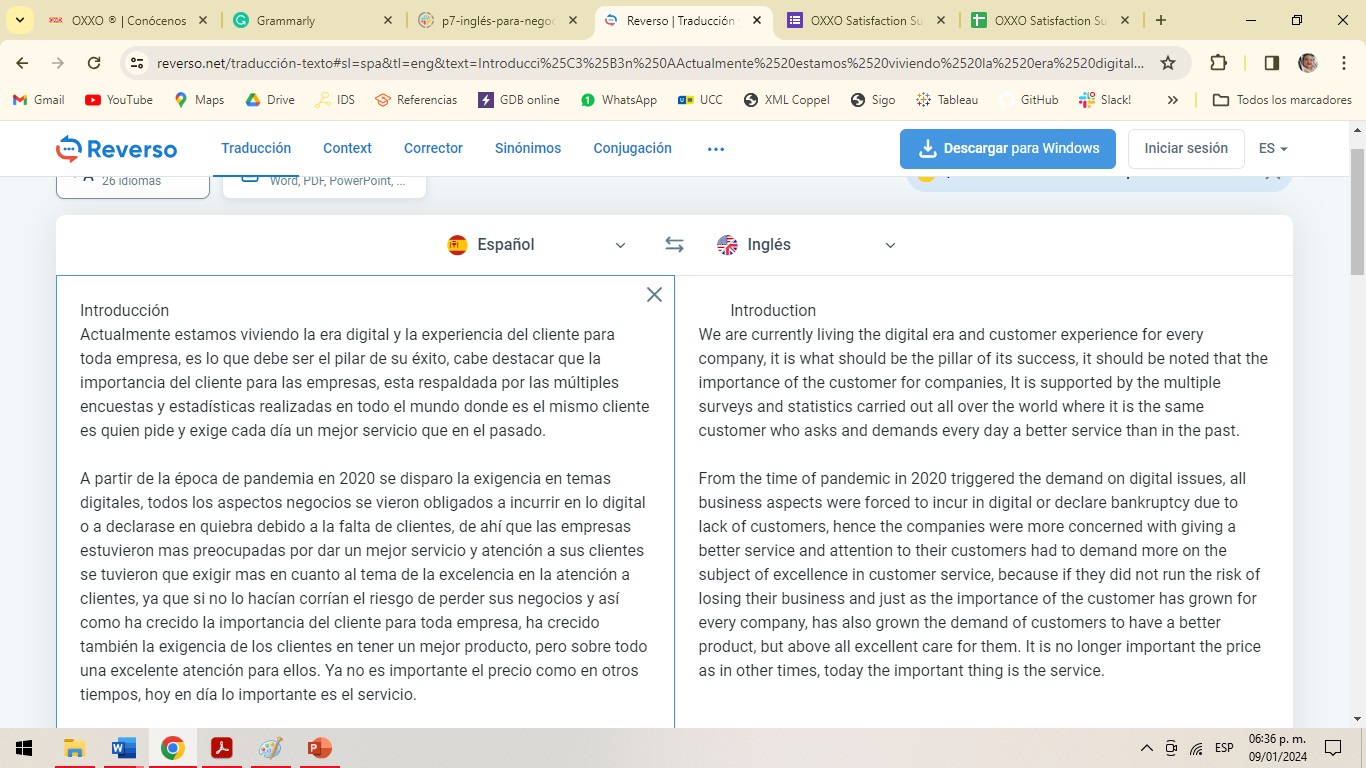 OXXO ® | Conócenos
Grammarly
p7-inglés-para-negoc
Reverso | Traducción
OXXO Satisfaction Su
OXXO Satisfaction Su
reverso.net/traducción-texto#sl=spa&tl=eng&text=Introducci%25C3%25B3n%250AActualmente%2520estamos%2520viviendo%2520la%2520era%2520digital...
Gmail
YouTube
Maps
Drive
IDS
Referencias
GDB online
WhatsApp
UCC
XML Coppel
Sigo
Tableau
GitHub
Slack!
»
Todos los marcadores
Reverso
Traducción
Context
Corrector
Sinónimos
Conjugación
...
Descargar para Windows
Iniciar sesión
ES
26 idiomas
Word, PDF, PowerPoint, ...
Español
Inglés
Introducción
Actualmente estamos viviendo la era digital y la experiencia del cliente para
toda empresa, es lo que debe ser el pilar de su éxito, cabe destacar que la
importancia del cliente para las empresas, esta respaldada por las múltiples
encuestas y estadísticas realizadas en todo el mundo donde es el mismo cliente
es quien pide y exige cada día un mejor servicio que en el pasado.
A partir de la época de pandemia en 2020 se disparo la exigencia en temas
digitales, todos los aspectos negocios se vieron obligados a incurrir en lo digital
o a declarase en quiebra debido a la falta de clientes, de ahí que las empresas
estuvieron mas preocupadas por dar un mejor servicio y atención a sus clientes
se tuvieron que exigir mas en cuanto al tema de la excelencia en la atención a
clientes, ya que si no lo hacían corrían el riesgo de perder sus negocios y así
como ha crecido la importancia del cliente para toda empresa, ha crecido
también la exigencia de los clientes en tener un mejor producto, pero sobre todo
una excelente atención para ellos. Ya no es importante el precio como en otros
tiempos, hoy en día lo importante es el servicio.
Introduction
We are currently living the digital era and customer experience for every
company, it is what should be the pillar of its success, it should be noted that the
importance of the customer for companies, It is supported by the multiple
surveys and statistics carried out all over the world where it is the same
customer who asks and demands every day a better service than in the past.
From the time of pandemic in 2020 triggered the demand on digital issues, all
business aspects were forced to incur in digital or declare bankruptcy due to
lack of customers, hence the companies were more concerned with giving a
better service and attention to their customers had to demand more on the
subject of excellence in customer service, because if they did not run the risk of
losing their business and just as the importance of the customer has grown for
every company, has also grown the demand of customers to have a better
product, but above all excellent care for them. It is no longer important the price
as in other times, today the important thing is the service.
ESP
06:36 p. m.
09/01/2024